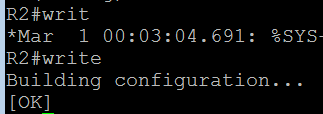 R2#writ
*Mar  1 00:03:04.691: %SYS-
R2#write
Building configuration...
[OK]